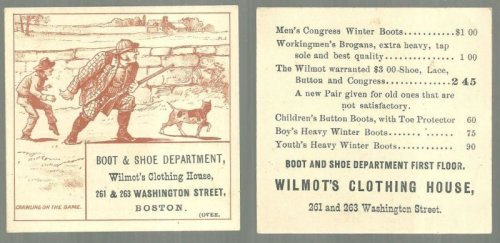 BOOT & SHOE DEPARTMENT,
Wilmot's Clothing House,
261 & 263 WASHINGTON STREET,
BOSTON.
(OVER.
CRAWLING ON THE GAME.
Men's Congress Winter Boots...........$1 00
Workingmen's Brogans, extra heavy, tap
sole and best quality............... 1 00
The Wilmot warranted $3 00 Shoe, Lace,
Button and Congress............2 45
A new Pair given for old ones that are
not satisfactory.
Children's Button Boots, with Toe Protector 60
Boy's Heavy Winter Boots............ 75
Youth's Heavy Winter Boots........... 90
BOOT AND SHOE DEPARTMENT FIRST FLOOR.
WILMOT'S CLOTHING HOUSE,
261 and 263 Washington Street.